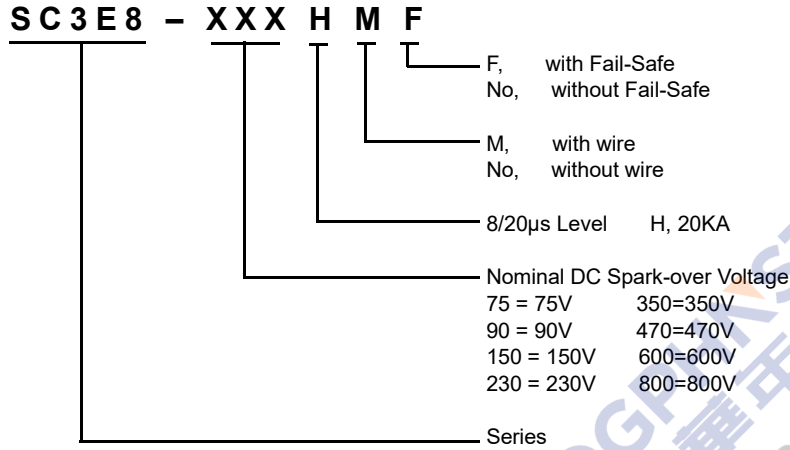 SC3E8 – XXX H M F
F, with Fail-Safe
No, without Fail-Safe
M, with wire
No, without wire
8/20μs Level H, 20KA
Nominal DC Spark-over Voltage
75 = 75V 350=350V
90 = 90V 470=470V
150 = 150V 600=600V
230 = 230V 800=800V
Series